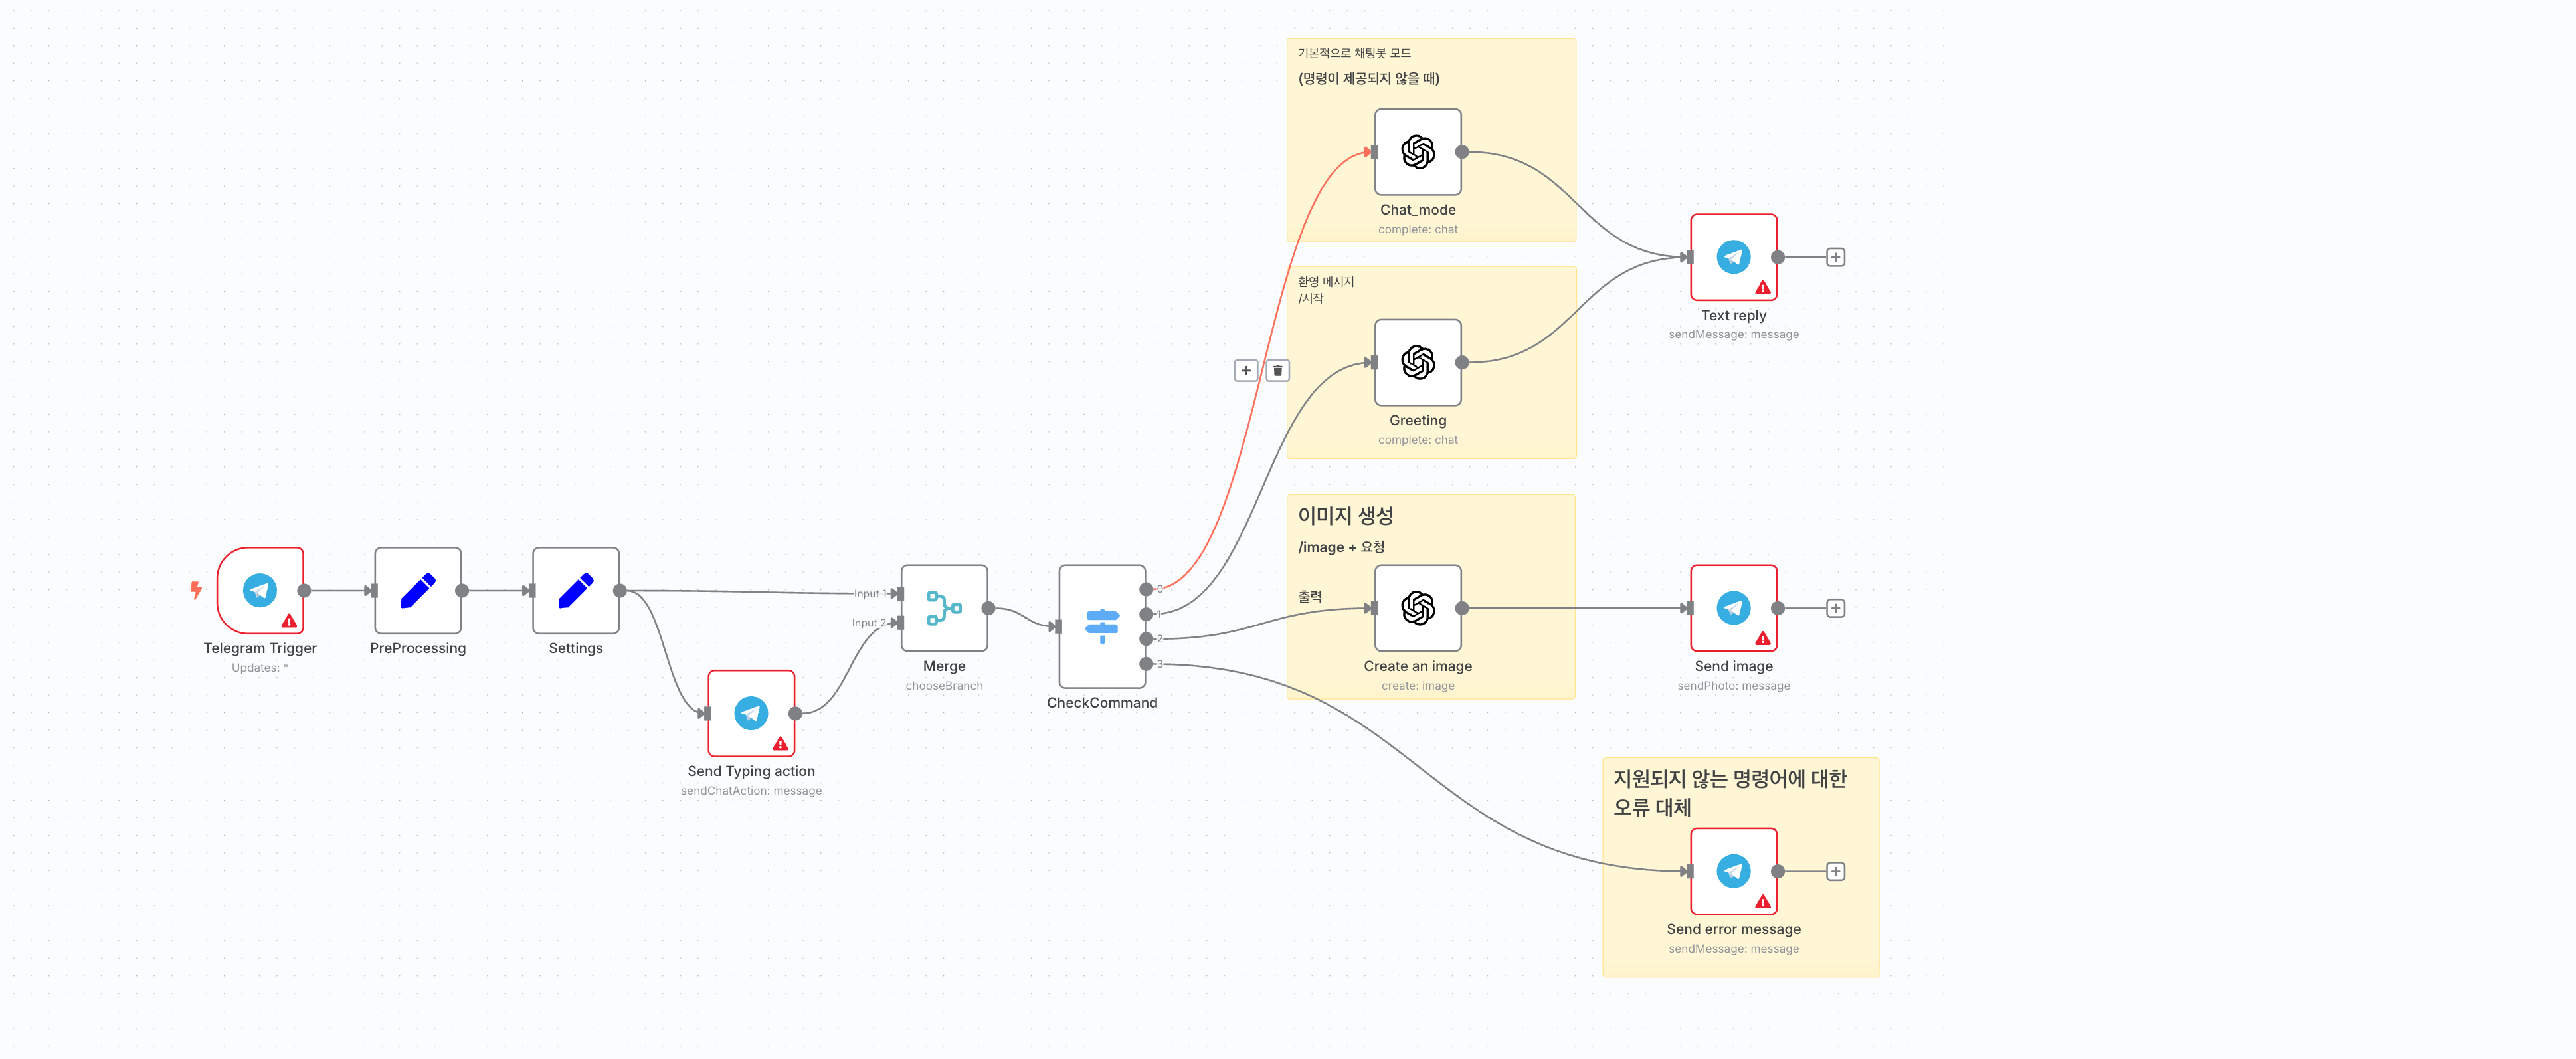 기본적으로 채팅봇 모드
(명령이 제공되지 않을 때)
Chat_mode
complete: chat
환영 메시지
/시작
Greeting
complete: chat
Text reply
sendMessage: message
이미지 생성
/image + 요청
출력
Create an image
create: image
Send image
sendPhoto: message
Telegram Trigger
Updates: *
PreProcessing
Settings
Input 1
Input 2
Merge
chooseBranch
0
1
2
3
CheckCommand
Send Typing action
sendChatAction: message
지원되지 않는 명령어에 대한
오류 대체
Send error message
sendMessage: message